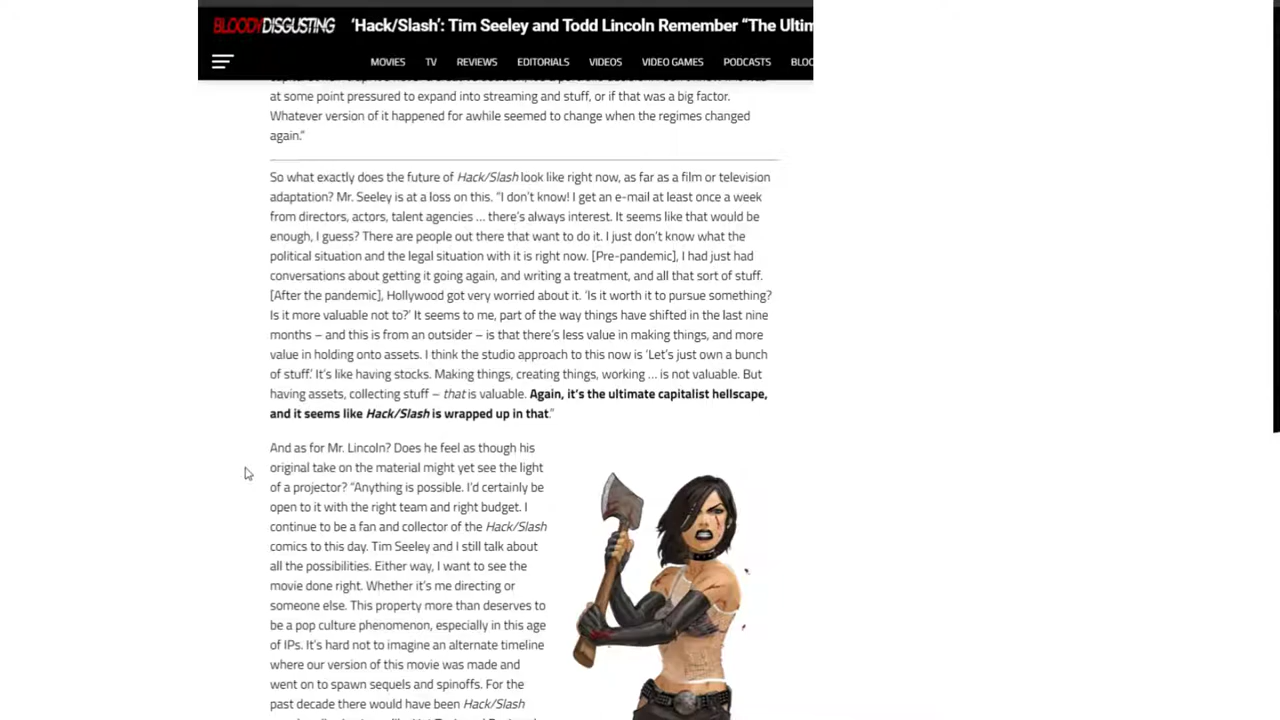 BLOODY DISGUSTING
'Hack/Slash': Tim Seeley and Todd Lincoln Remember "The Ultim
MOVIES TV REVIEWS EDITORIALS VIDEOS VIDEO GAMES PODCASTS BLOO
at some point pressured to expand into streaming and stuff, or if that was a big factor.
Whatever version of it happened for awhile seemed to change when the regimes changed
again."
So what exactly does the future of Hack/Slash look like right now, as far as a film or television
adaptation? Mr. Seeley is at a loss on this. "I don't know! I get an e-mail at least once a week
from directors, actors, talent agencies … there's always interest. It seems like that would be
enough, I guess? There are people out there that want to do it. I just don't know what the
political situation and the legal situation with it is right now. [Pre-pandemic], I had just had
conversations about getting it going again, and writing a treatment, and all that sort of stuff.
[After the pandemic], Hollywood got very worried about it. 'Is it worth it to pursue something?
Is it more valuable not to?' It seems to me, part of the way things have shifted in the last nine
months – and this is from an outsider – is that there's less value in making things, and more
value in holding onto assets. I think the studio approach to this now is 'Let's just own a bunch
of stuff.' It's like having stocks. Making things, creating things, working … is not valuable. But
having assets, collecting stuff – that is valuable. Again, it's the ultimate capitalist hellscape,
and it seems like Hack/Slash is wrapped up in that."
And as for Mr. Lincoln? Does he feel as though his
original take on the material might yet see the light
of a projector? "Anything is possible. I'd certainly be
open to it with the right team and right budget. I
continue to be a fan and collector of the Hack/Slash
comics to this day. Tim Seeley and I still talk about
all the possibilities. Either way, I want to see the
movie done right. Whether it's me directing or
someone else. This property more than deserves to
be a pop culture phenomenon, especially in this age
of IPs. It's hard not to imagine an alternate timeline
where our version of this movie was made and
went on to spawn sequels and spinoffs. For the
past decade there would have been Hack/Slash